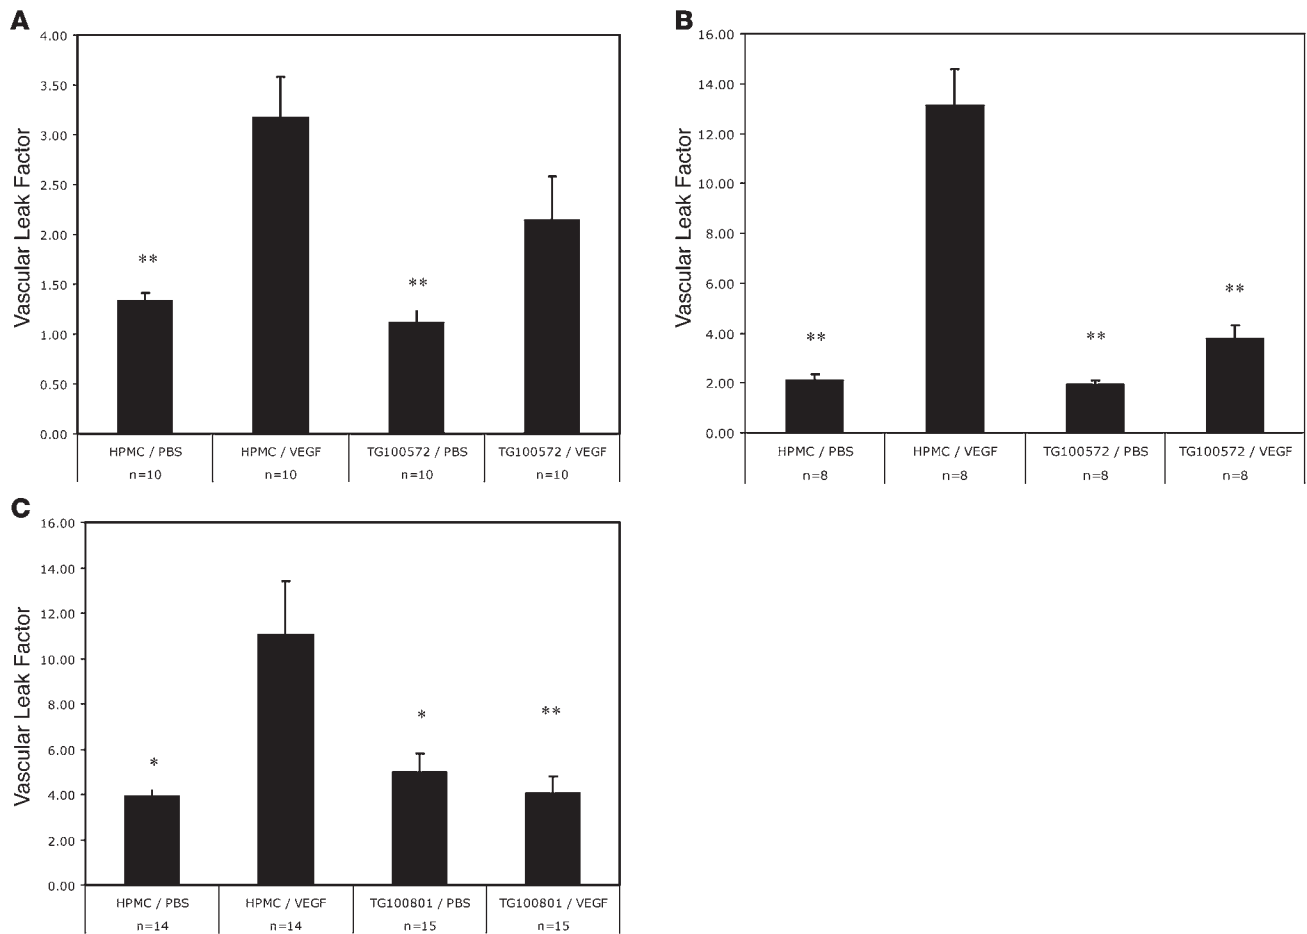 A
Vascular Leak Factor
4.00
3.50
3.00
2.50
2.00
1.50
1.00
0.50
0.00
**
**
HPMC / PBS HPMC / VEGF TG100572 / PBS TG100572 / VEGF
n=10 n=10 n=10 n=10
B
Vascular Leak Factor
16.00
14.00
12.00
10.00
8.00
6.00
4.00
2.00
0.00
**
**
**
HPMC / PBS HPMC / VEGF TG100572 / PBS TG100572 / VEGF
n=8 n=8 n=8 n=8
C
Vascular Leak Factor
16.00
14.00
12.00
10.00
8.00
6.00
4.00
2.00
0.00
*
*
**
HPMC / PBS HPMC / VEGF TG100801 / PBS TG100801 / VEGF
n=14 n=14 n=15 n=15